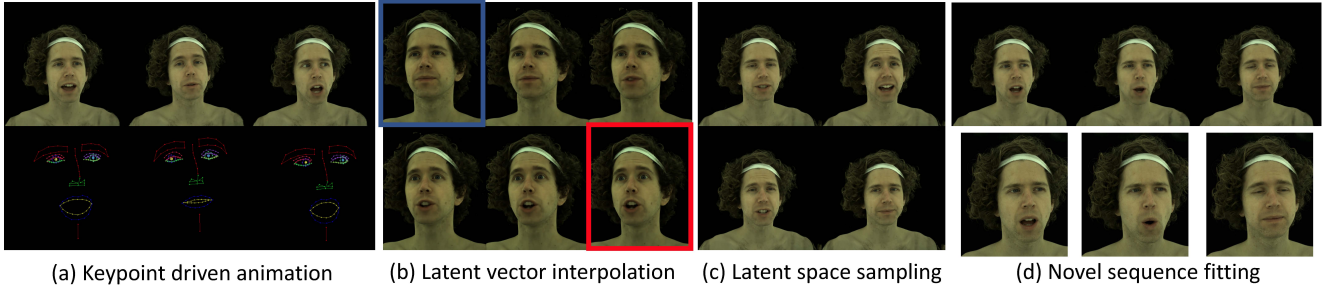 (a) Keypoint driven animation
(b) Latent vector interpolation
(c) Latent space sampling
(d) Novel sequence fitting